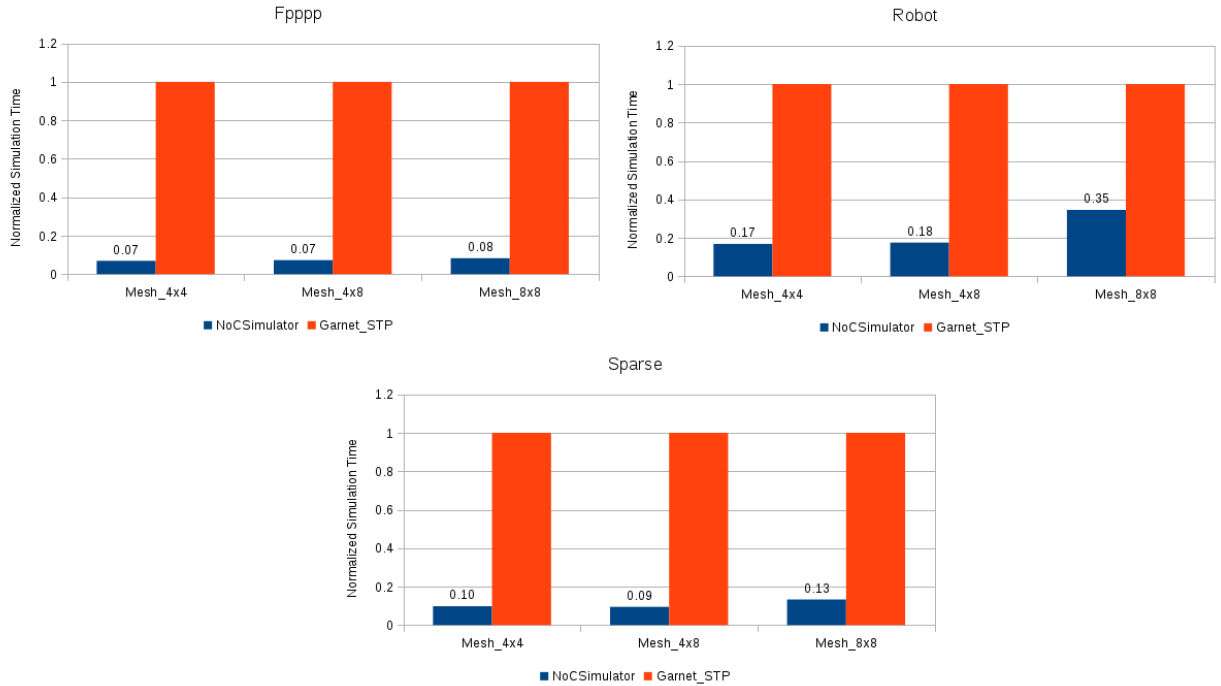 Fpppp
Normalized Simulation Time
1.2
1
0.8
0.6
0.4
0.2
0
0.07
0.07
0.08
Mesh_4x4
Mesh_4x8
Mesh_8x8
NoCSimulator Garnet_STP
Robot
Normalized Simulation Time
1.2
1
0.8
0.6
0.4
0.2
0
0.17
0.18
0.35
Mesh_4x4
Mesh_4x8
Mesh_8x8
NoCSimulator Garnet_STP
Sparse
Normalized Simulation Time
1.2
1
0.8
0.6
0.4
0.2
0
0.10
0.09
0.13
Mesh_4x4
Mesh_4x8
Mesh_8x8
NoCSimulator Garnet_STP